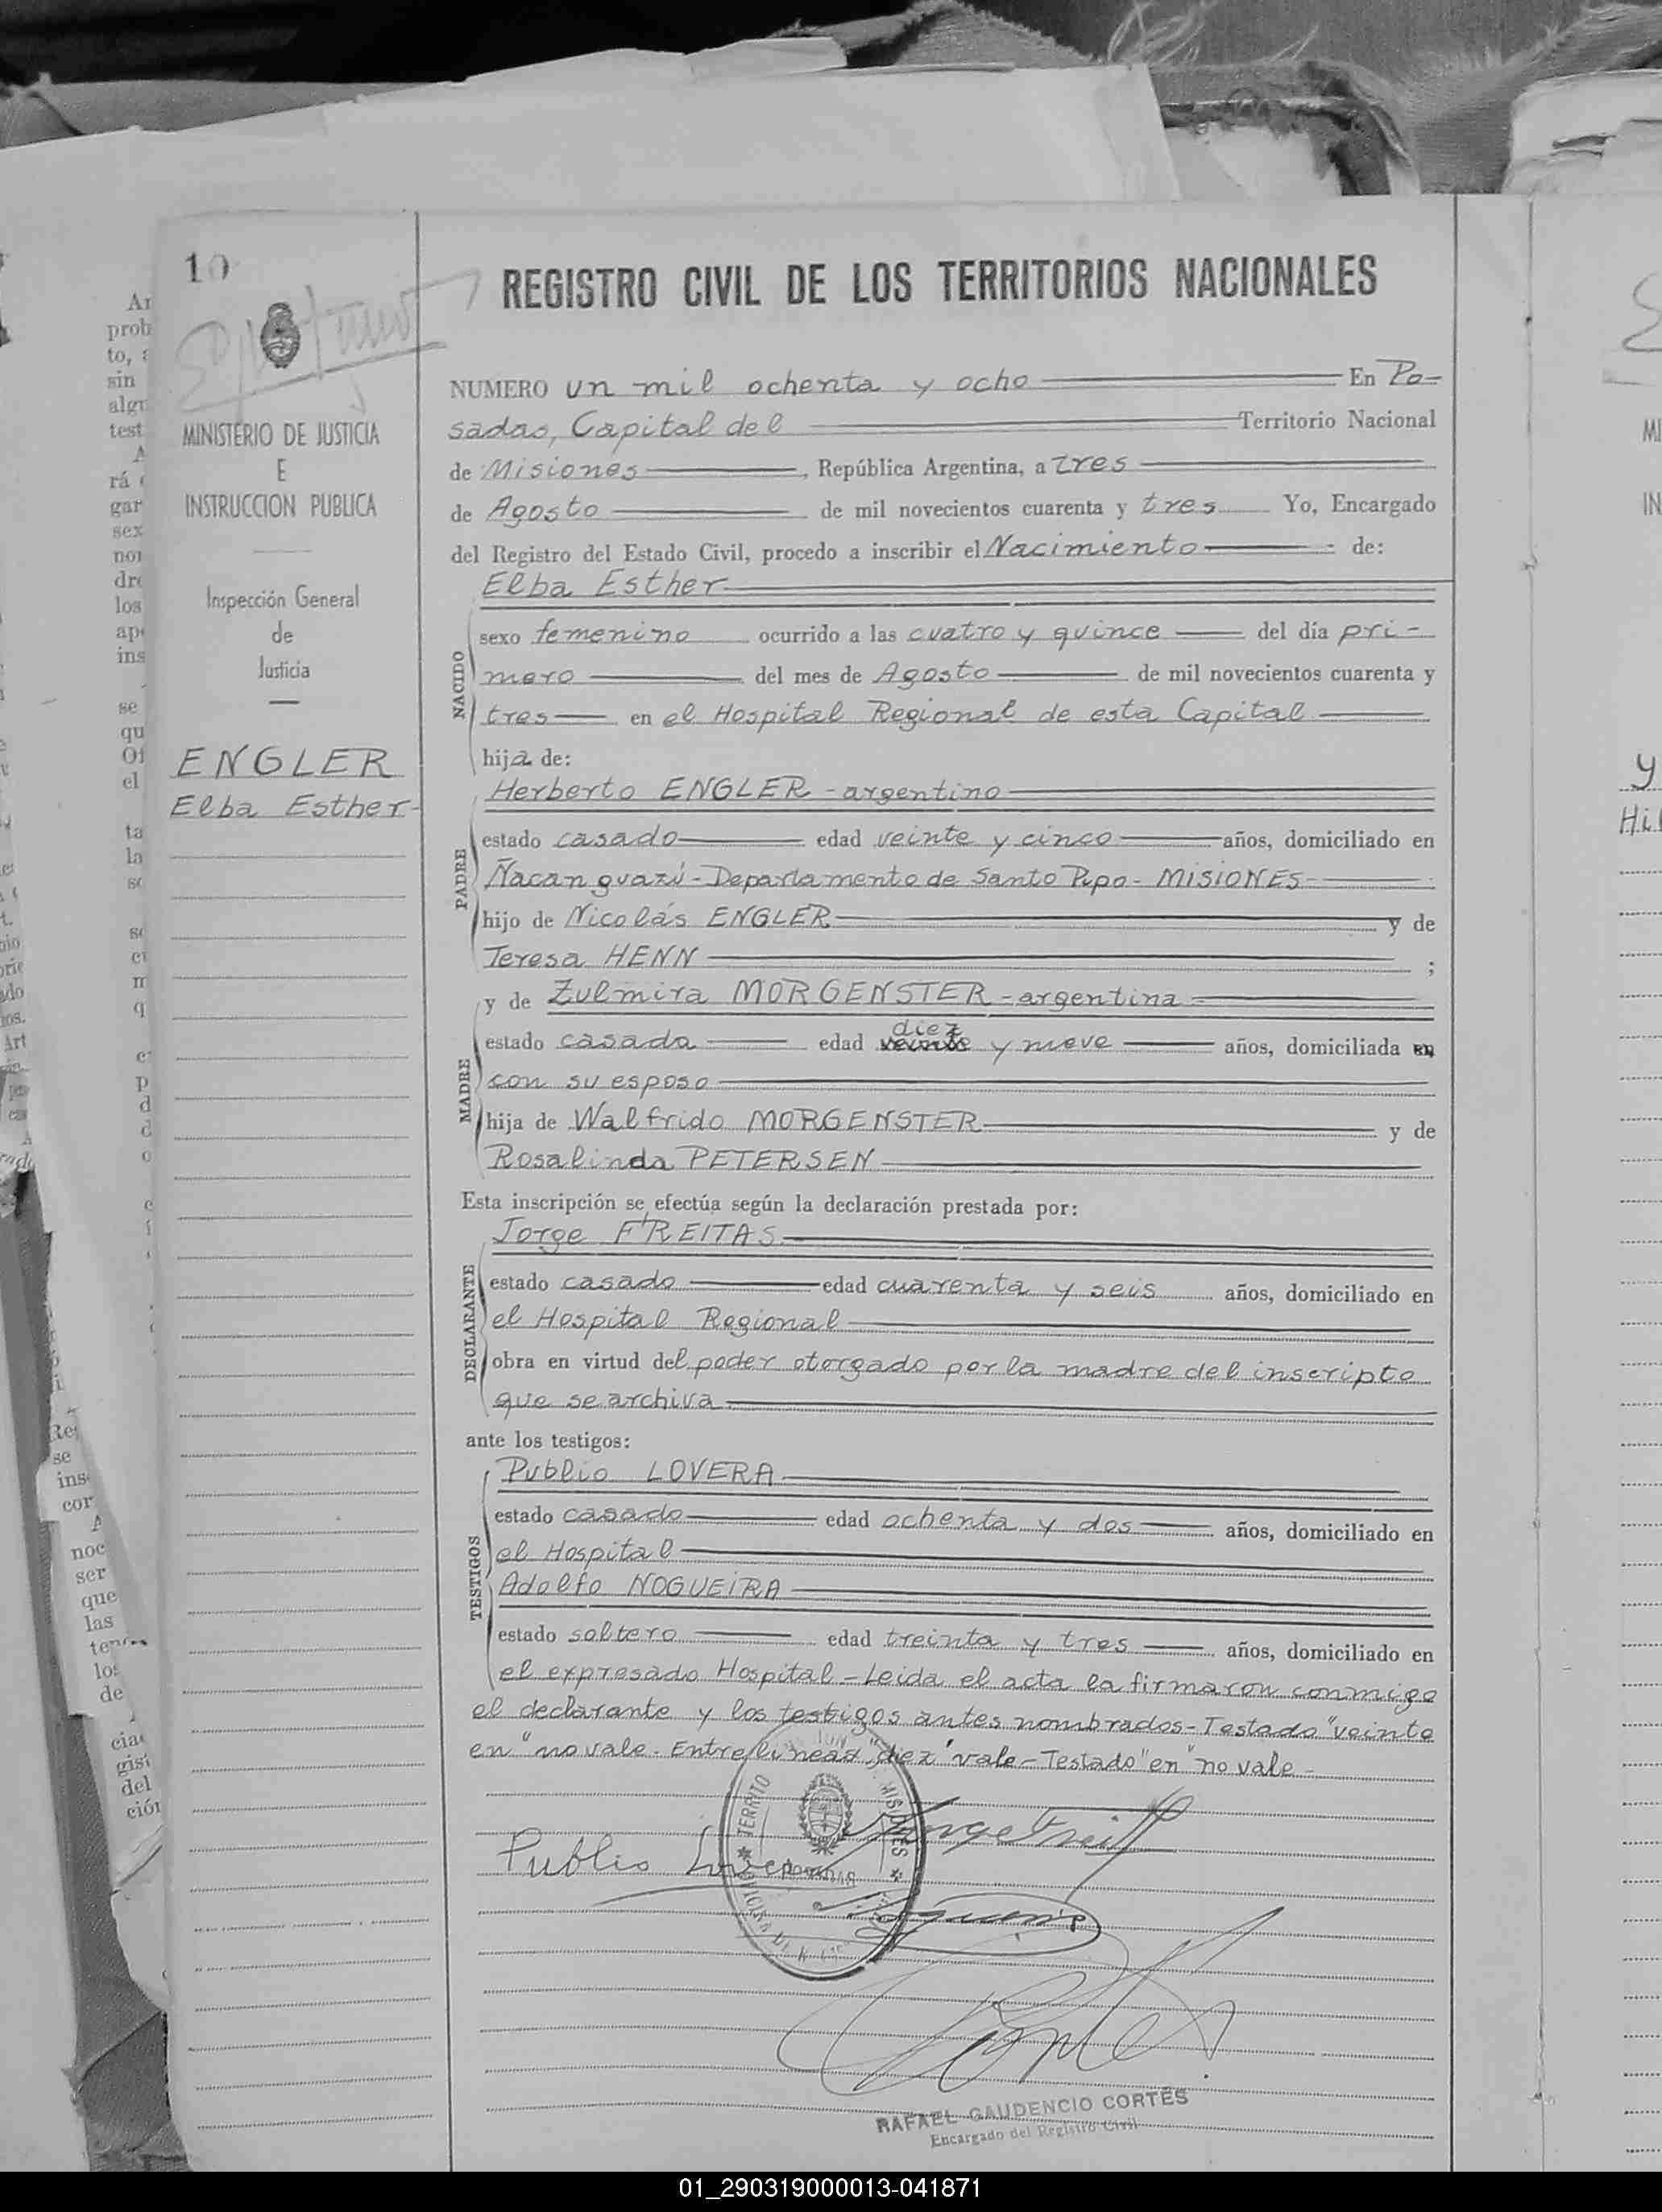 10
REGISTRO CIVIL DE LOS TERRITORIOS NACIONALES
MINISTERIO DE JUSTICIA
E
INSTRUCCION PUBLICA
Inspección General
de
Justicia
ENGLER
Elba Esther
NUMERO un mil ochenta y ocho En Po-
sadas, Capital del Territorio Nacional
de Misiones, República Argentina, a tres
de Agosto de mil novecientos cuarenta y tres Yo, Encargado
del Registro del Estado Civil, procedo a inscribir el Nacimiento de:
Elba Esther
NACIDO
sexo femenino ocurrido a las cuatro y quince del día pri-
mero del mes de Agosto de mil novecientos cuarenta y
tres en el Hospital Regional de esta Capital
hija de:
PADRE
Herberto ENGLER - argentino
estado casado edad veinte y cinco años, domiciliado en
Ñacanguazú - Departamento de Santo Pipo - MISIONES
hijo de Nicolás ENGLER y de
Teresa HENN ;
MADRE
y de Zulmira MORGENSTER - argentina
diez
estado casada edad veinte y nueve años, domiciliada en
con su esposo
hija de Walfrido MORGENSTER y de
Rosalinda PETERSEN
Esta inscripción se efectúa según la declaración prestada por:
DECLARANTE
Jorge FREITAS
estado casado edad cuarenta y seis años, domiciliado en
el Hospital Regional
obra en virtud del poder otorgado por la madre del inscripto
que se archiva
ante los testigos:
TESTIGOS
Publio LOVERA
estado casado edad ochenta y dos años, domiciliado en
el Hospital
Adolfo NOGUEIRA
estado soltero edad treinta y tres años, domiciliado en
el expresado Hospital - Leida el acta la firmaron conmigo
el declarante y los testigos antes nombrados - Testado "veinte
en" no vale. Entre lineas "diez" vale - Testado "en" no vale -
Publio Lovera
RAFAEL GAUDENCIO CORTÉS
Encargado del Registro Civil
01_290319000013-041871